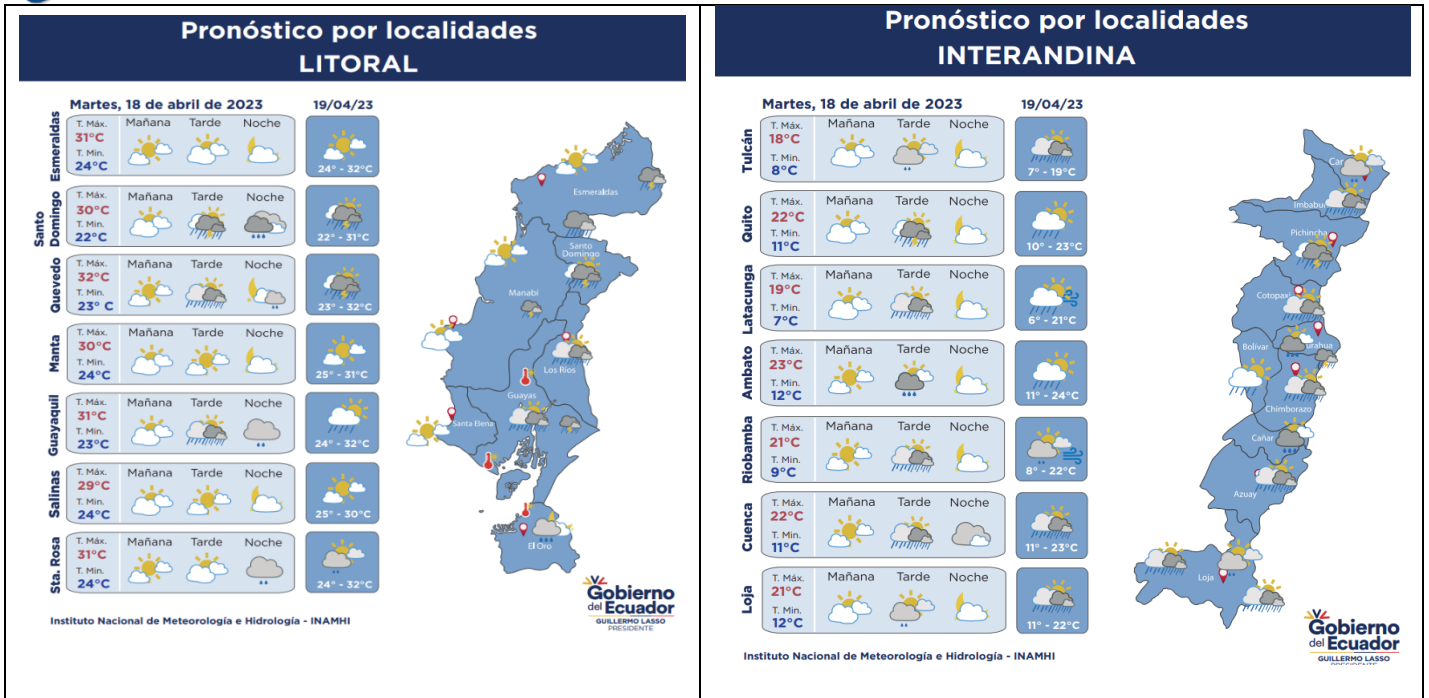 Pronóstico por localidades
LITORAL
Martes, 18 de abril de 2023 19/04/23
Esmeraldas
T. Máx. Mañana Tarde Noche
31°C
T. Min.
24°C
24° - 32°C
Santo Domingo
T. Máx. Mañana Tarde Noche
30°C
T. Min.
22°C
22° - 31°C
Quevedo
T. Máx. Mañana Tarde Noche
32°C
T. Min.
23° C
23° - 32°C
Manta
T. Máx. Mañana Tarde Noche
30°C
T. Min.
24°C
25° - 31°C
Guayaquil
T. Máx. Mañana Tarde Noche
31°C
T. Min.
23°C
24° - 32°C
Salinas
T. Máx. Mañana Tarde Noche
29°C
T. Min.
24°C
25° - 30°C
Sta. Rosa
T. Máx. Mañana Tarde Noche
31°C
T. Min.
24°C
24° - 32°C
Esmeraldas
Santo
Domingo
Manabí
Los Ríos
Guayas
Santa Elena
El Oro
Instituto Nacional de Meteorología e Hidrología - INAMHI
Gobierno
del Ecuador
GUILLERMO LASSO
PRESIDENTE
Pronóstico por localidades
INTERANDINA
Martes, 18 de abril de 2023 19/04/23
Tulcán
T. Máx. Mañana Tarde Noche
18°C
T. Min.
8°C
7° - 19°C
Quito
T. Máx. Mañana Tarde Noche
22°C
T. Min.
11°C
10° - 23°C
Latacunga
T. Máx. Mañana Tarde Noche
19°C
T. Min.
7°C
6° - 21°C
Ambato
T. Máx. Mañana Tarde Noche
23°C
T. Min.
12°C
11° - 24°C
Riobamba
T. Máx. Mañana Tarde Noche
21°C
T. Min.
9°C
8° - 22°C
Cuenca
T. Máx. Mañana Tarde Noche
22°C
T. Min.
11°C
11° - 23°C
Loja
T. Máx. Mañana Tarde Noche
21°C
T. Min.
12°C
11° - 22°C
Pichincha
Cotopaxi
Bolívar
Chimborazo
Cañar
Azuay
Loja
Instituto Nacional de Meteorología e Hidrología - INAMHI
Gobierno
del Ecuador
GUILLERMO LASSO